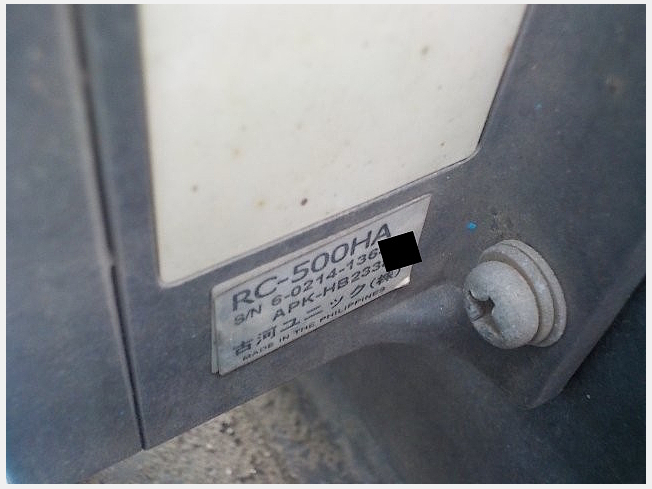 RC-500HA
S/N 6-0214-136
APK-HB233
古河ユニック(株)
MADE IN THE PHILIPPINES